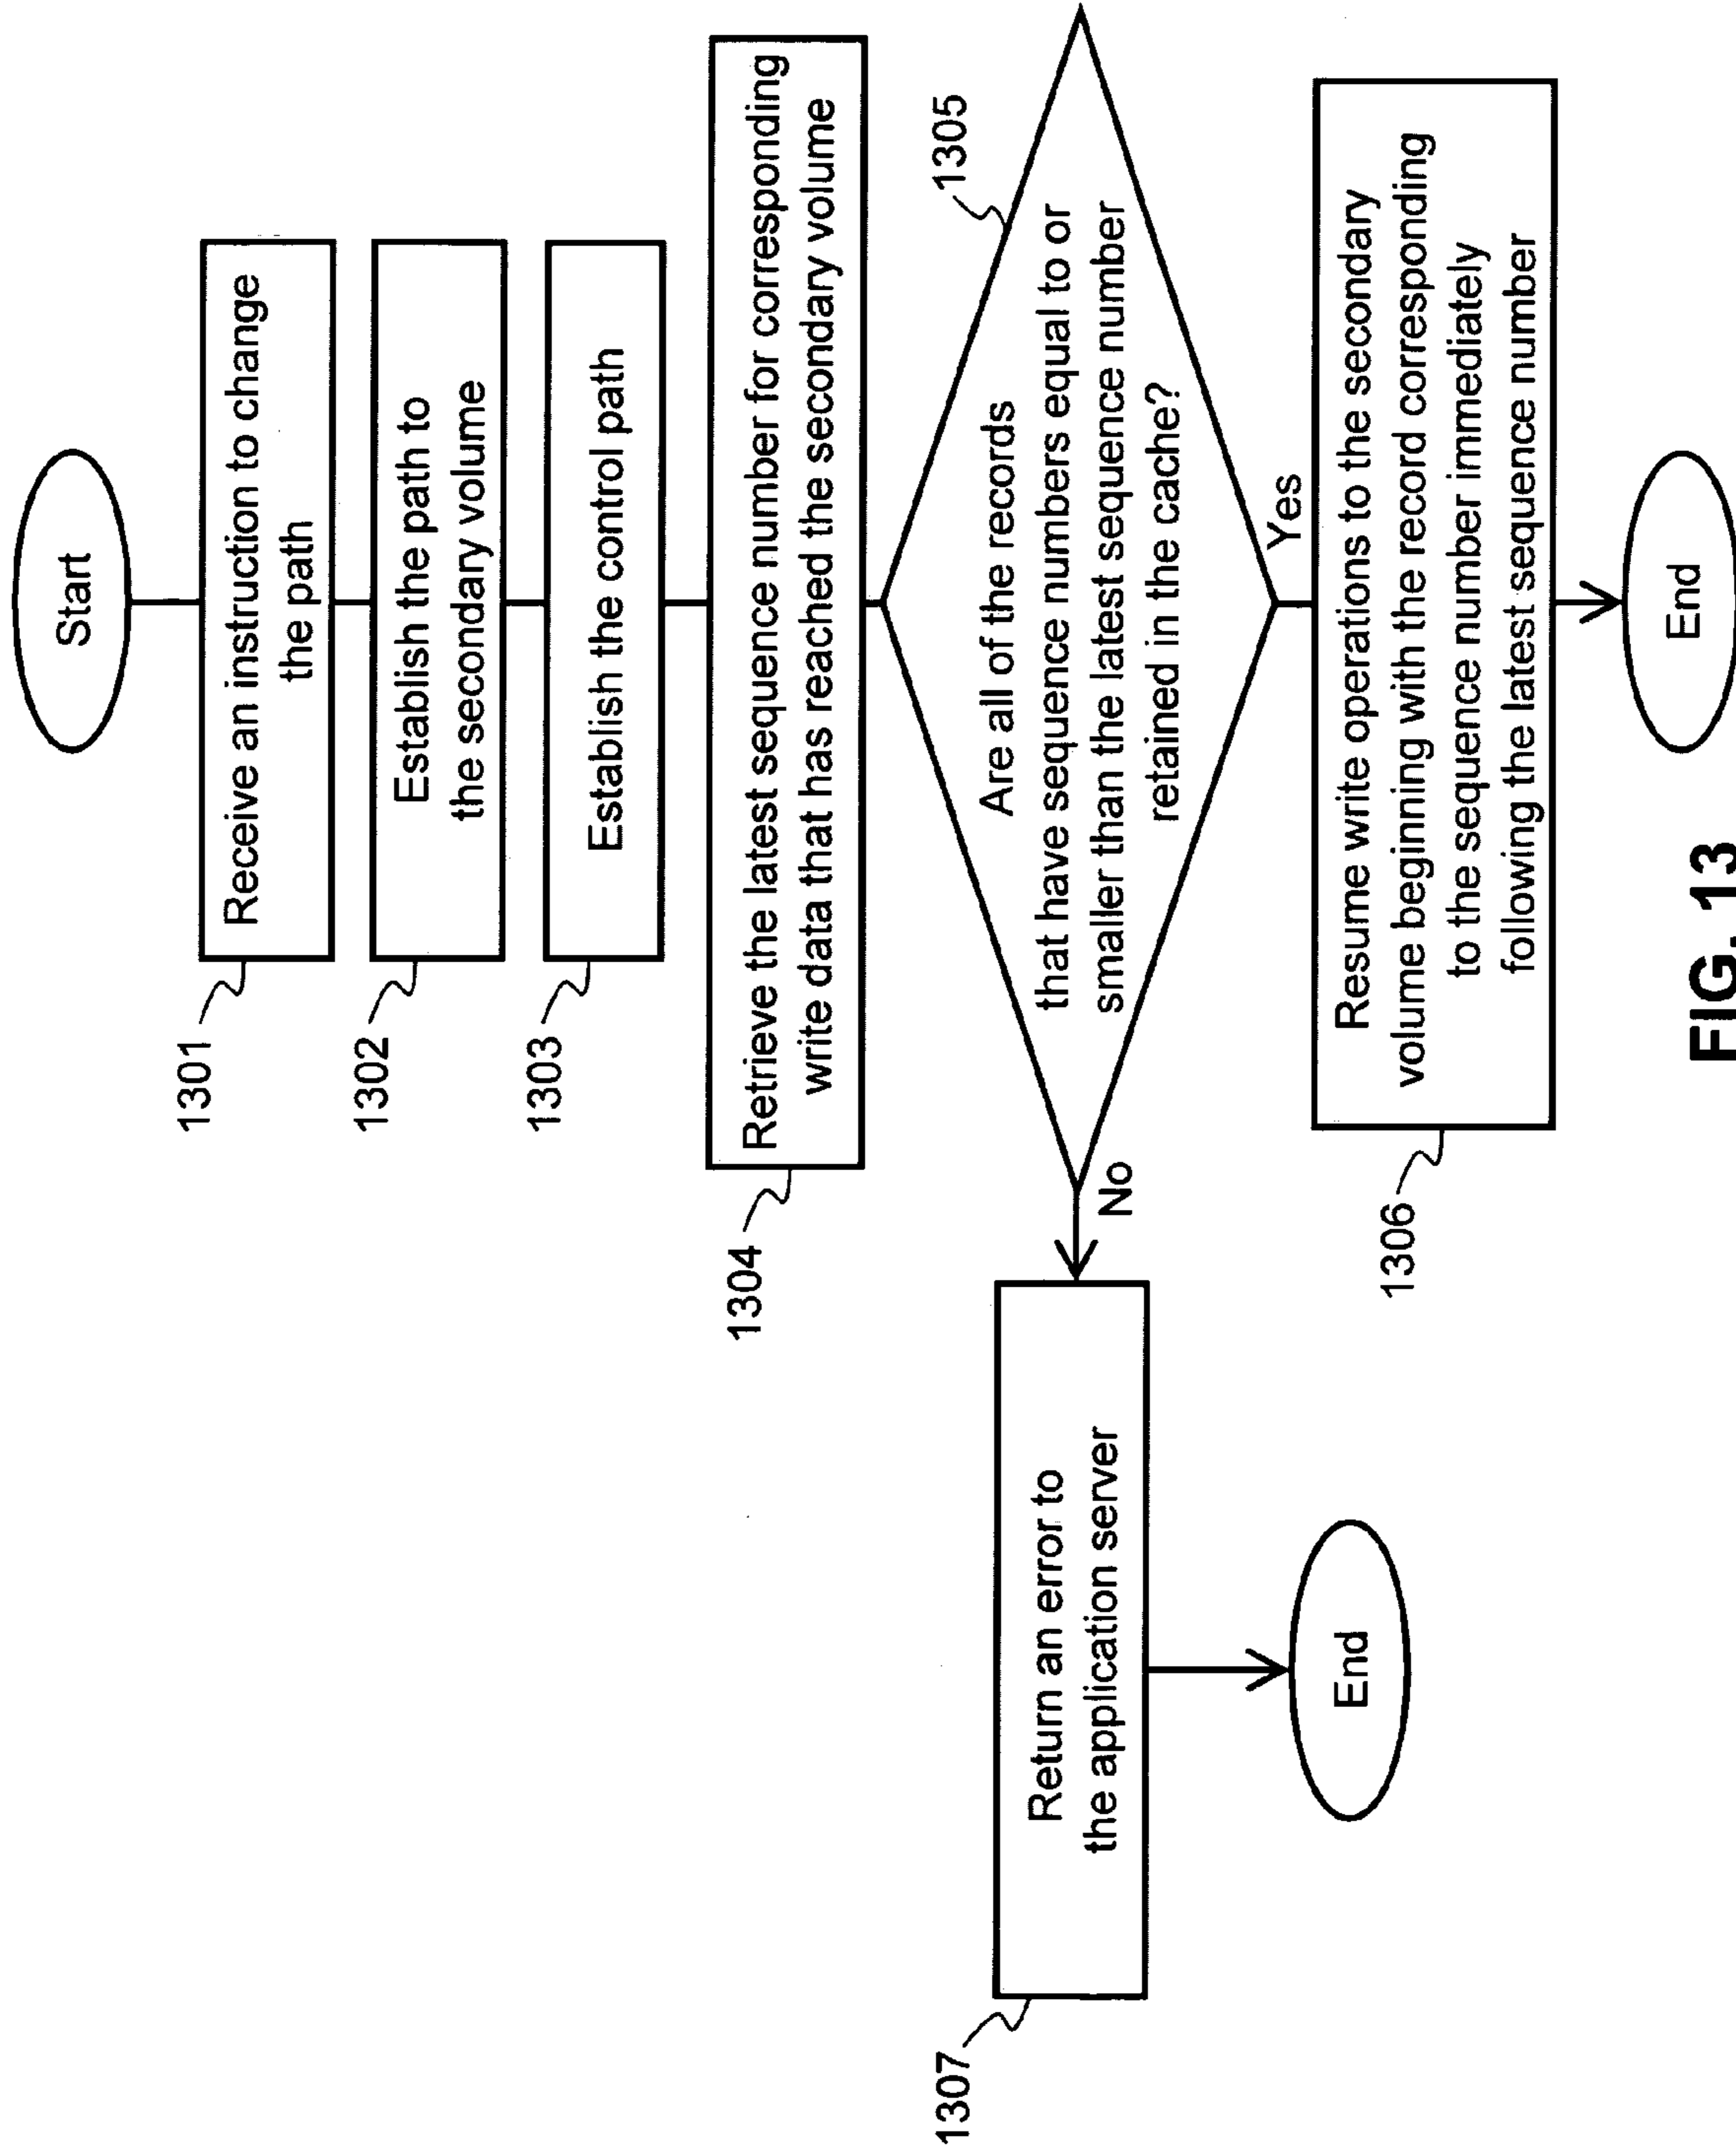 Start
1301
Receive an instruction to change
the path
1302
Establish the path to
the secondary volume
1303
Establish the control path
1304
Retrieve the latest sequence number for corresponding
write data that has reached the secondary volume
1305
Are all of the records
that have sequence numbers equal to or
smaller than the latest sequence number
retained in the cache?
No
Yes
1307
Return an error to
the application server
End
1306
Resume write operations to the secondary
volume beginning with the record corresponding
to the sequence number immediately
following the latest sequence number
End
FIG. 13